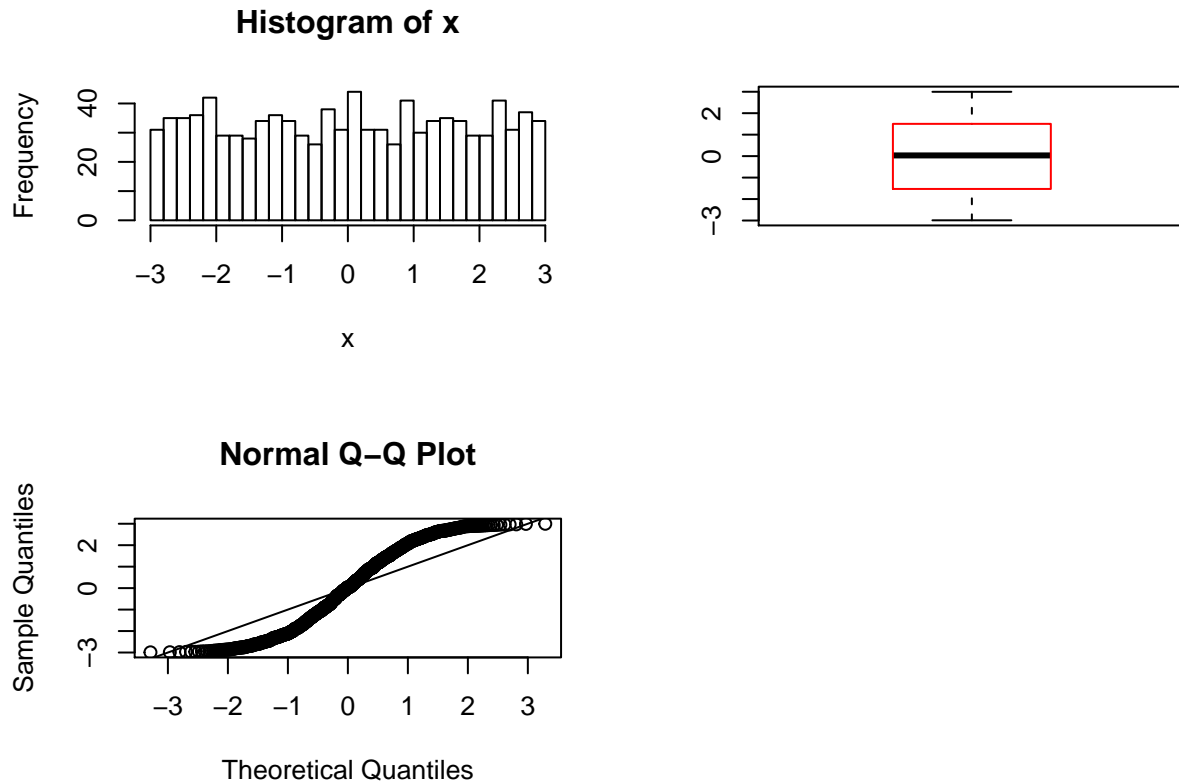 Histogram of x
Frequency
0 20 40
−3 −2 −1 0 1 2 3
x
−3 0 2
Normal Q−Q Plot
Sample Quantiles
−3 0 2
−3 −2 −1 0 1 2 3
Theoretical Quantiles